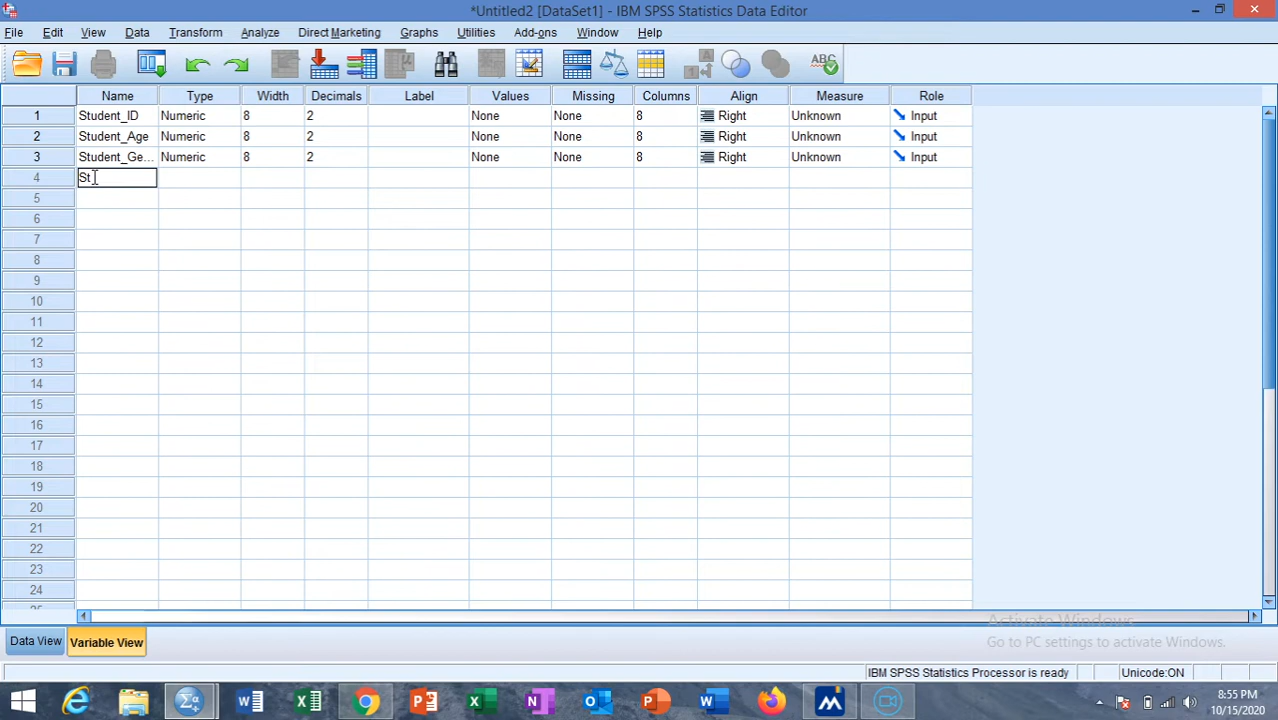 *Untitled2 [DataSet1] - IBM SPSS Statistics Data Editor
File Edit View Data Transform Analyze Direct Marketing Graphs Utilities Add-ons Window Help
Name Type Width Decimals Label Values Missing Columns Align Measure Role
1 Student_ID Numeric 8 2 None None 8 Right Unknown Input
2 Student_Age Numeric 8 2 None None 8 Right Unknown Input
3 Student_Ge... Numeric 8 2 None None 8 Right Unknown Input
4 St
5
6
7
8
9
10
11
12
13
14
15
16
17
18
19
20
21
22
23
24
Activate Windows
Data View Variable View Go to PC settings to activate Windows.
IBM SPSS Statistics Processor is ready Unicode:ON
8:55 PM
10/15/2020